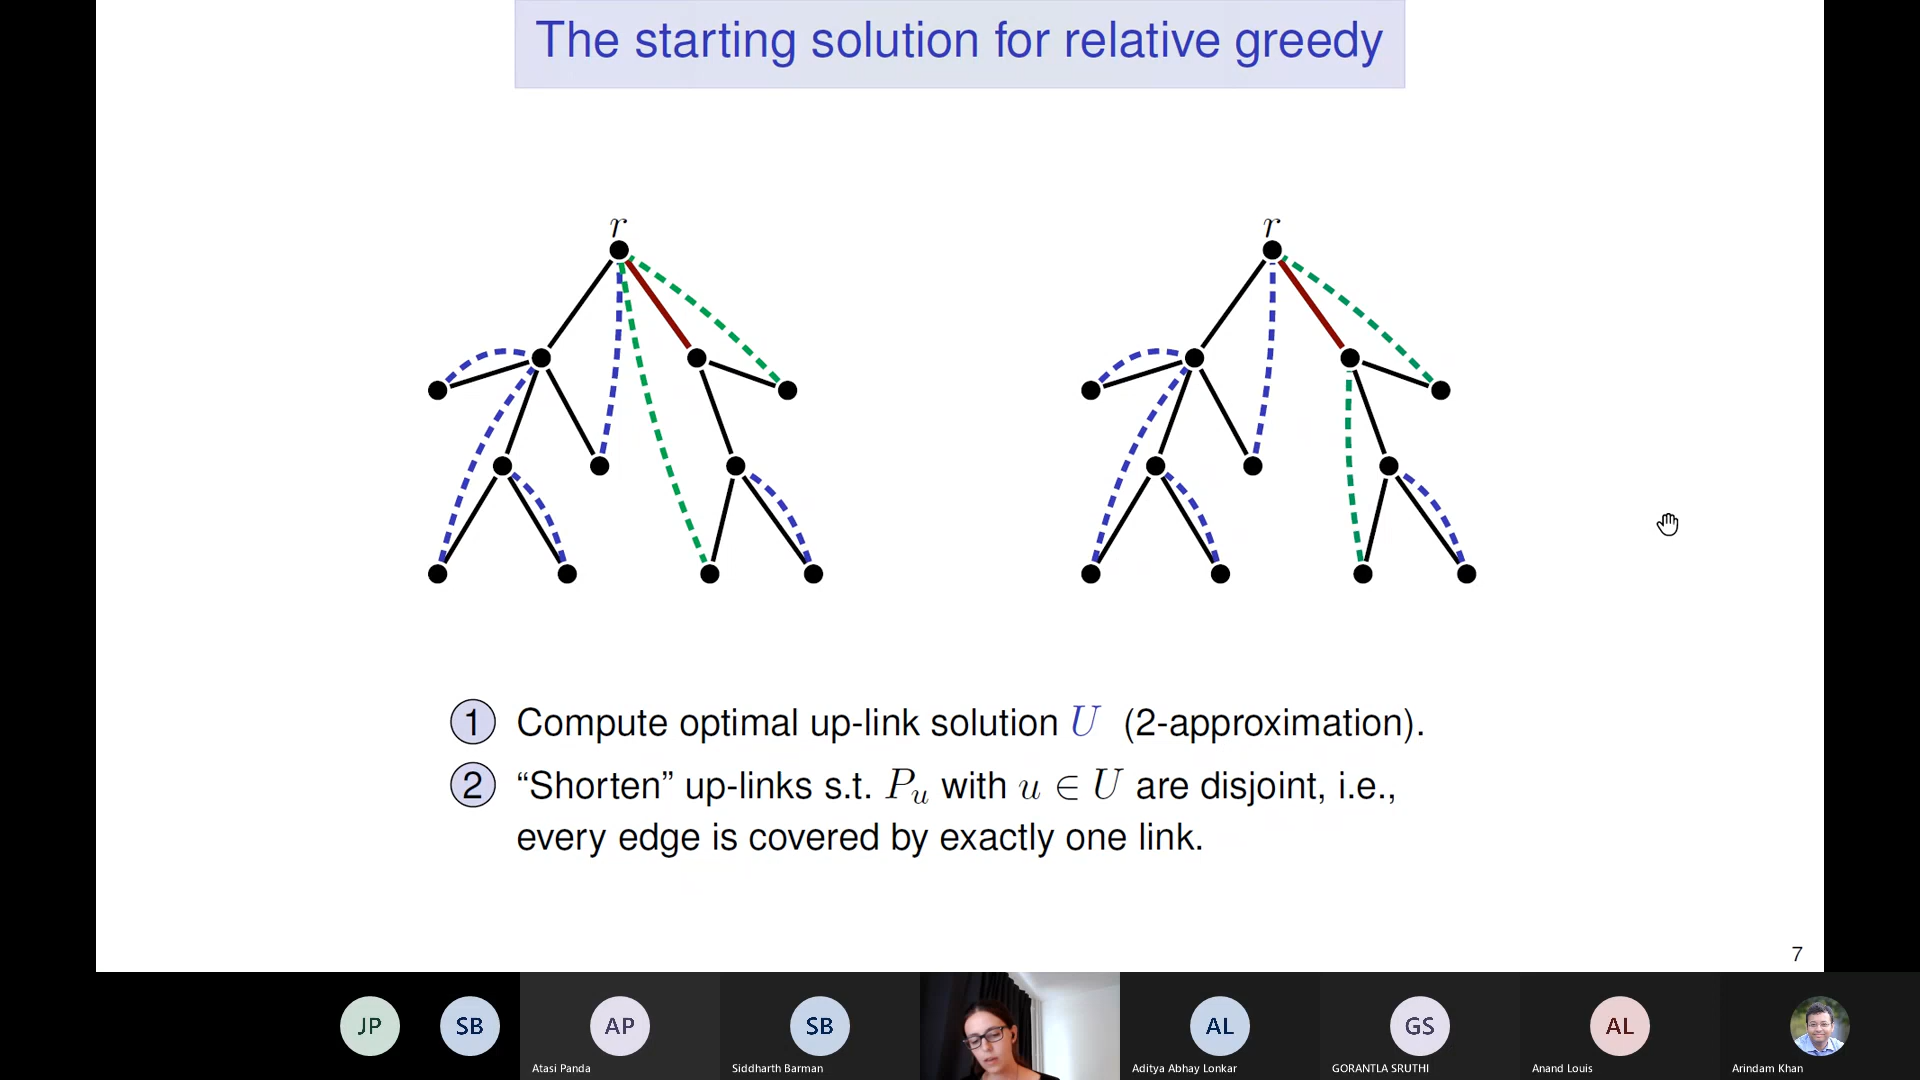 The starting solution for relative greedy
r
r
1 Compute optimal up-link solution U (2-approximation).
2 “Shorten” up-links s.t. P_u with u ∈ U are disjoint, i.e.,
every edge is covered by exactly one link.
7
JP SB AP SB AL GS AL
Atasi Panda Siddharth Barman Aditya Abhay Lonkar GORANTLA SRUTHI Anand Louis Arindam Khan